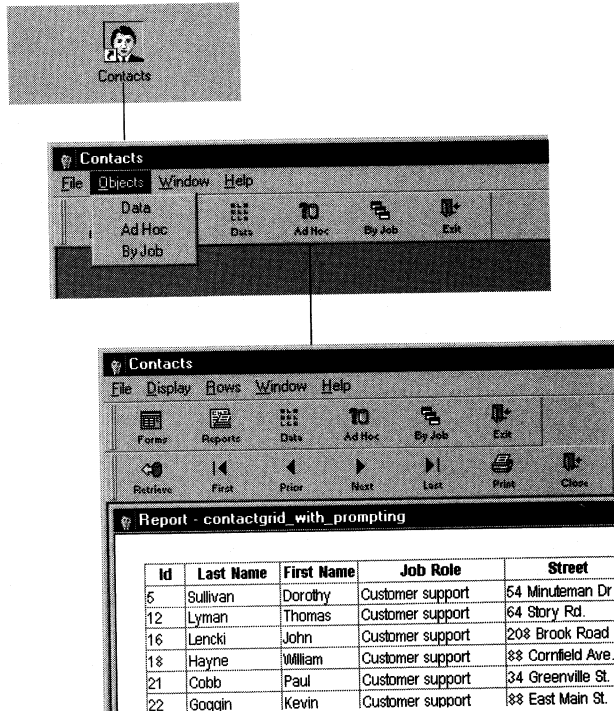 Contacts
Contacts
File Objects Window Help
Data
Ad Hoc
By Job
Data Ad Hoc By Job Exit
Contacts
File Display Rows Window Help
Forms Reports Data Ad Hoc By Job Exit
Retrieve First Prior Next Last Print Close
Report - contactgrid_with_prompting
Id Last Name First Name Job Role Street
5 Sullivan Dorothy Customer support 54 Minuteman Dr
12 Lyman Thomas Customer support 64 Story Rd.
16 Lencki John Customer support 208 Brook Road
18 Hayne William Customer support 88 Cornfield Ave.
21 Cobb Paul Customer support 34 Greenville St.
22 Goggin Kevin Customer support 88 East Main St.